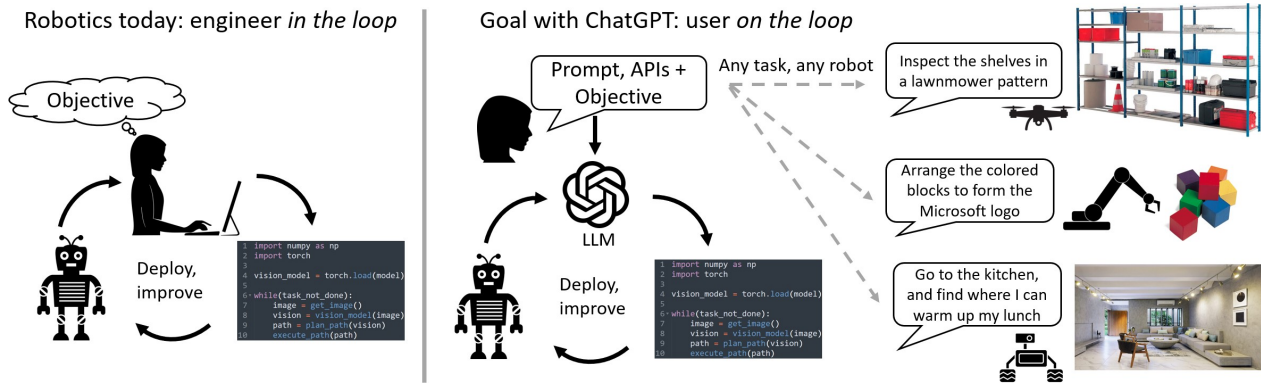 Robotics today: engineer in the loop
Objective
Deploy,
improve
1 import numpy as np
2 import torch
3
4 vision_model = torch.load(model)
5
6 while(task_not_done):
7 image = get_image()
8 vision = vision_model(image)
9 path = plan_path(vision)
10 execute_path(path)
Goal with ChatGPT: user on the loop
Prompt, APIs +
Objective
LLM
Deploy,
improve
1 import numpy as np
2 import torch
3
4 vision_model = torch.load(model)
5
6 while(task_not_done):
7 image = get_image()
8 vision = vision_model(image)
9 path = plan_path(vision)
10 execute_path(path)
Any task, any robot
Inspect the shelves in
a lawnmower pattern
Arrange the colored
blocks to form the
Microsoft logo
Go to the kitchen,
and find where I can
warm up my lunch